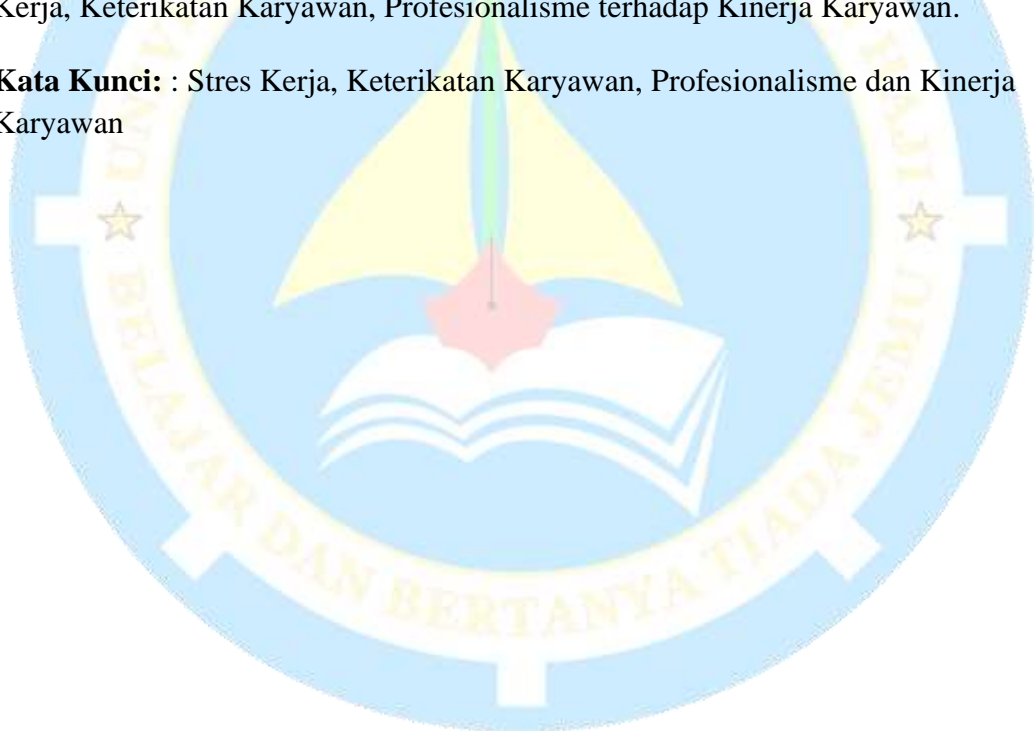 Kerja, Keterikatan Karyawan, Profesionalisme terhadap Kinerja Karyawan.
Kata Kunci: : Stres Kerja, Keterikatan Karyawan, Profesionalisme dan Kinerja
Karyawan
BELAJAR DAN BERTANYA TIADA JEMU